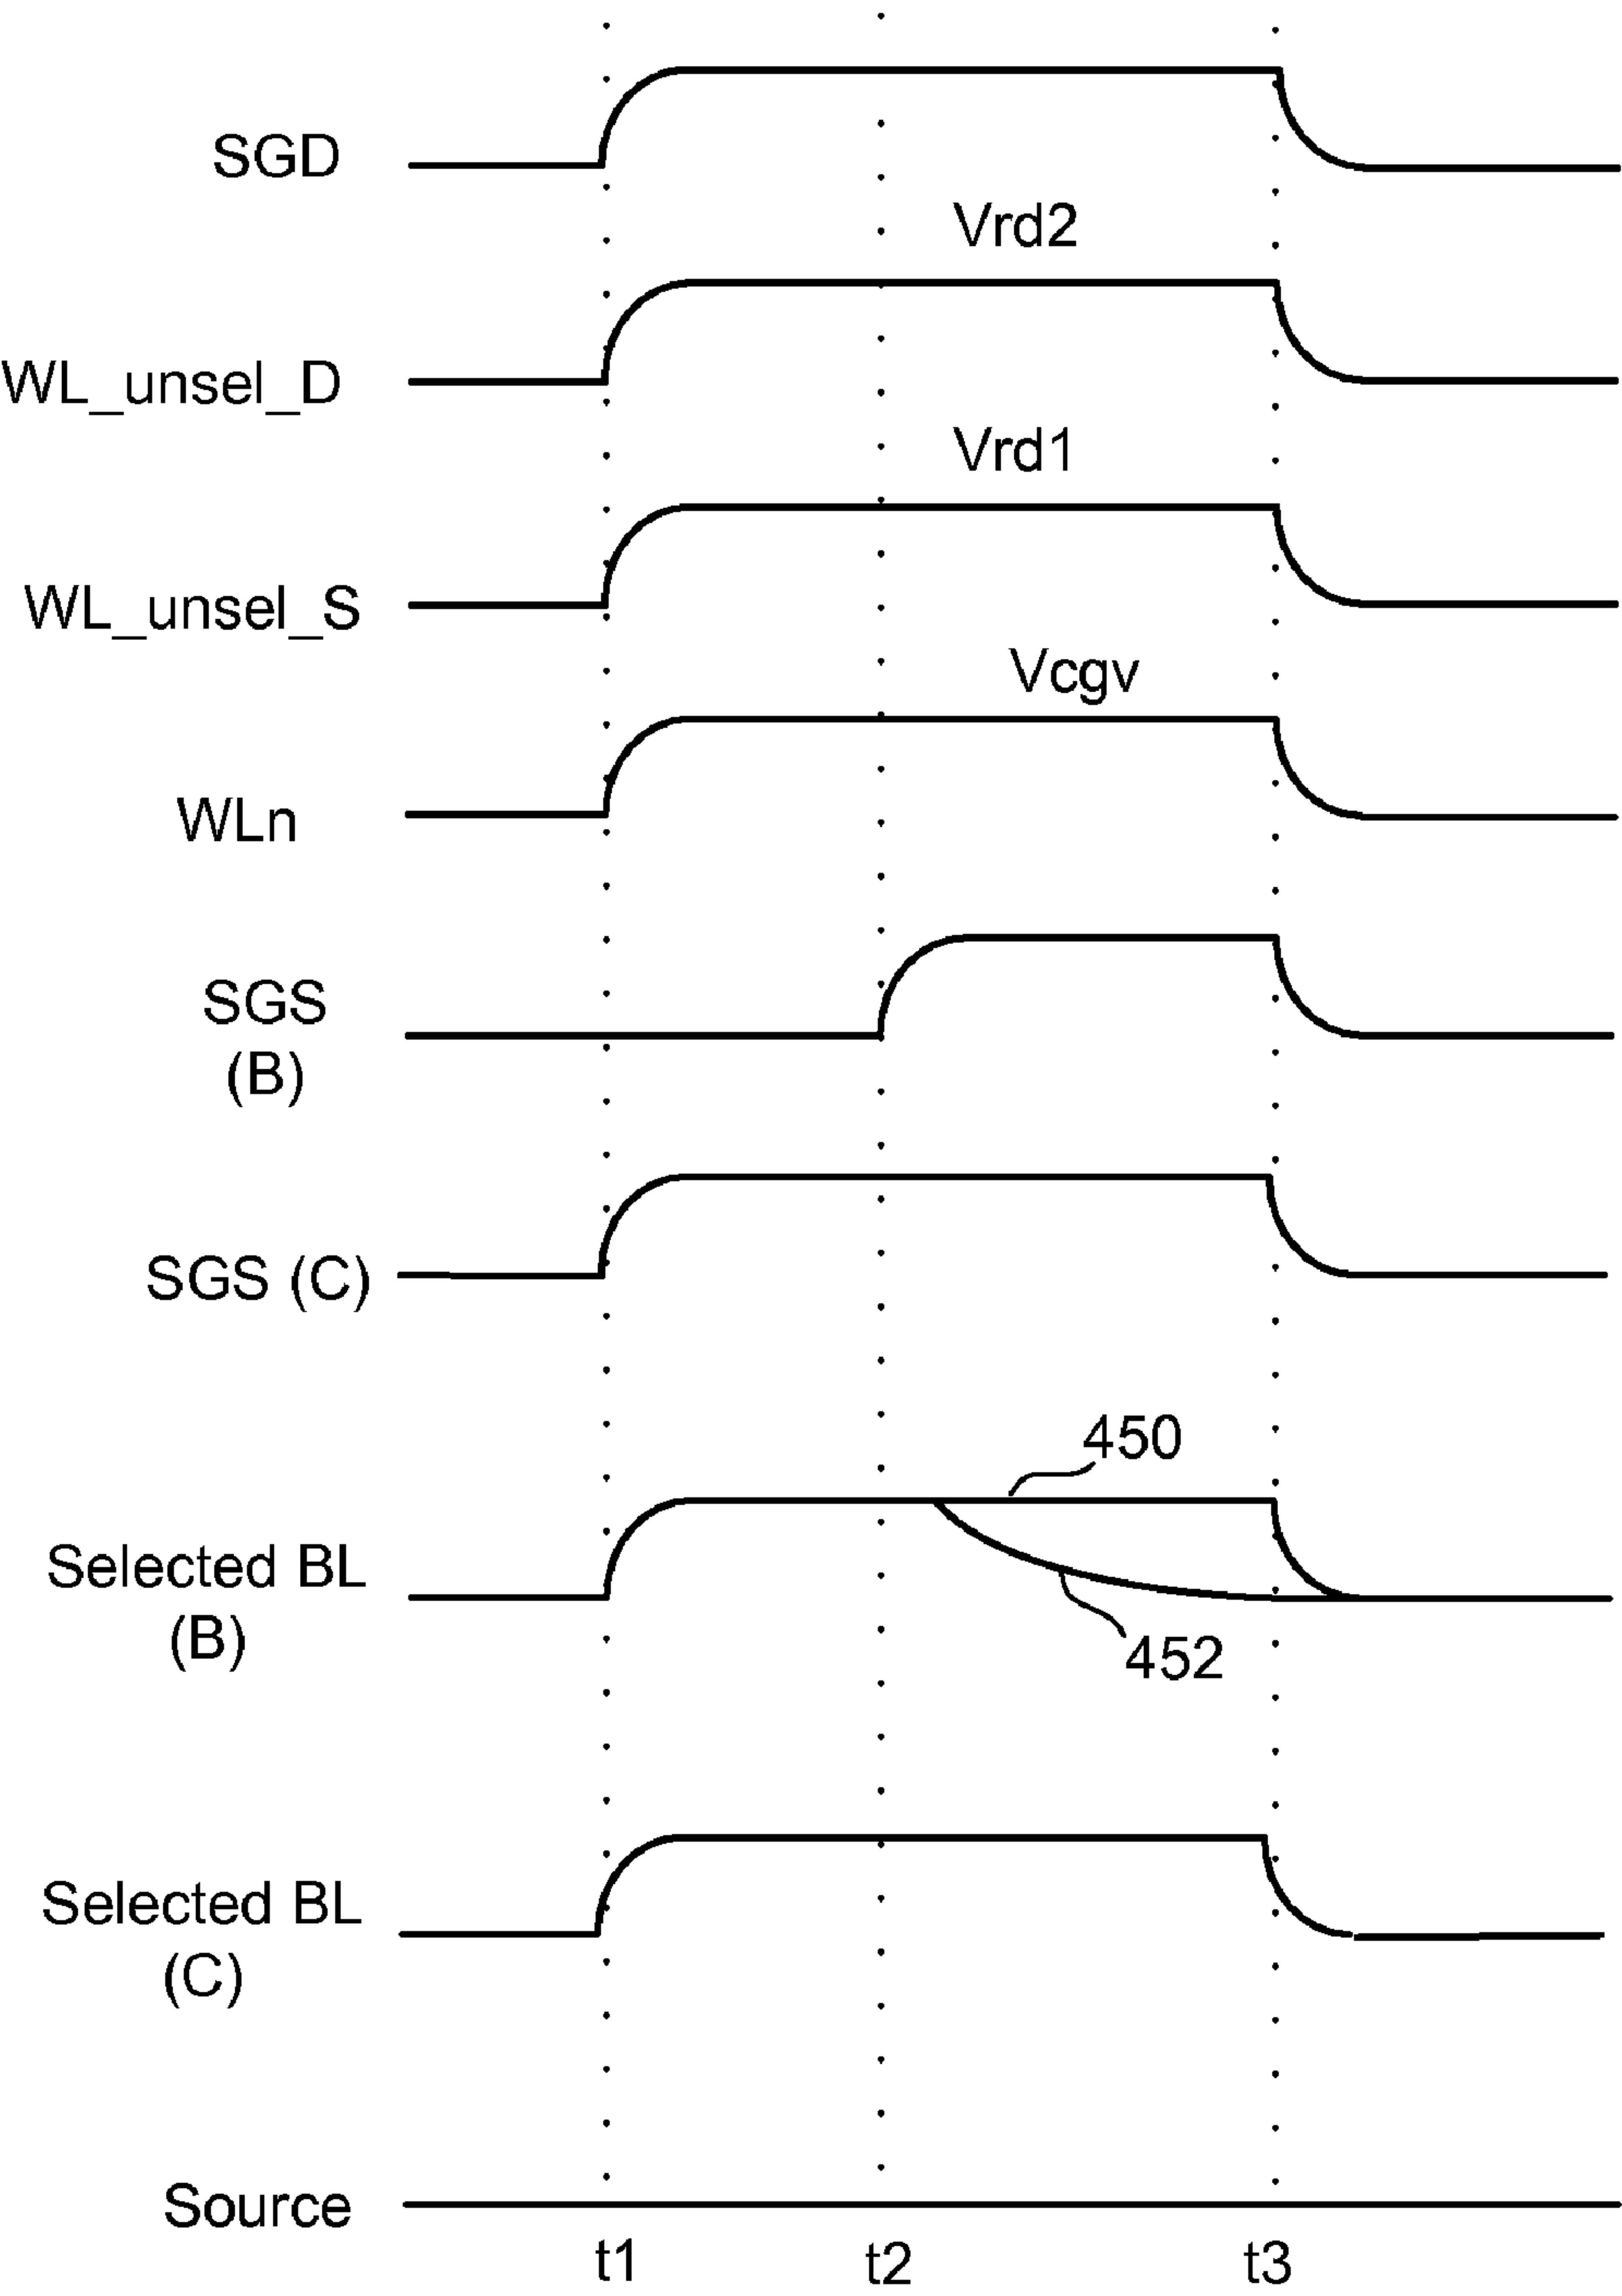 SGD
Vrd2
WL_unsel_D
Vrd1
WL_unsel_S
Vcgv
WLn
SGS
(B)
SGS (C)
450
Selected BL
(B)
452
Selected BL
(C)
Source
t1 t2 t3